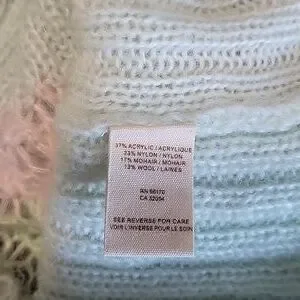 37% ACRYLIC / ACRYLIQUE
23% NYLON / NYLON
17% MOHAIR / MOHAIR
13% WOOL / LAINES
RN 56170
CA 32054
SEE REVERSE FOR CARE
VOIR L'INVERSE POUR LE SOIN